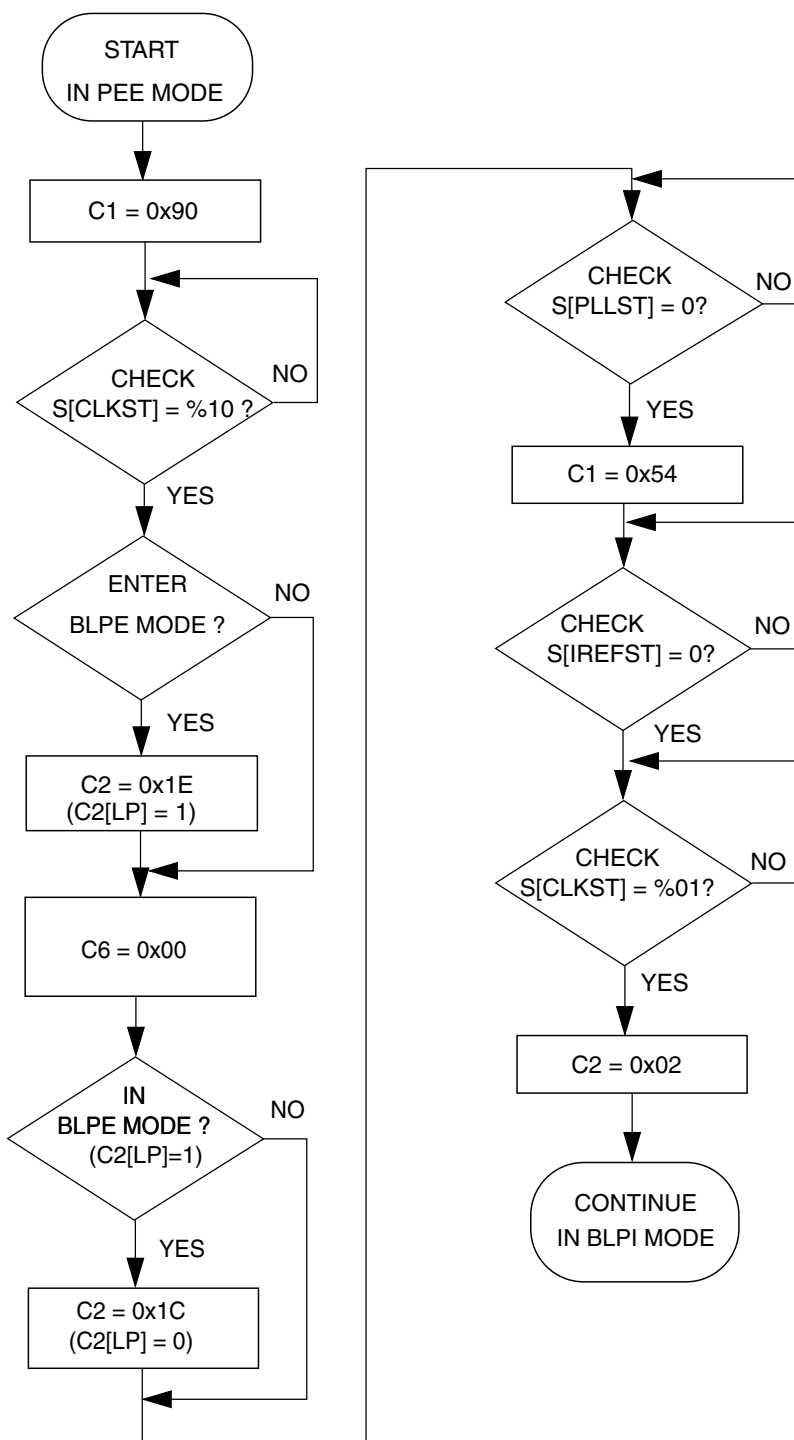 START
IN PEE MODE
C1 = 0x90
CHECK
S[CLKST] = %10 ?
NO
YES
ENTER
BLPE MODE ?
NO
YES
C2 = 0x1E
(C2[LP] = 1)
C6 = 0x00
IN
BLPE MODE ?
(C2[LP]=1)
NO
YES
C2 = 0x1C
(C2[LP] = 0)
CHECK
S[PLLST] = 0?
NO
YES
C1 = 0x54
CHECK
S[IREFST] = 0?
NO
YES
CHECK
S[CLKST] = %01?
NO
YES
C2 = 0x02
CONTINUE
IN BLPI MODE